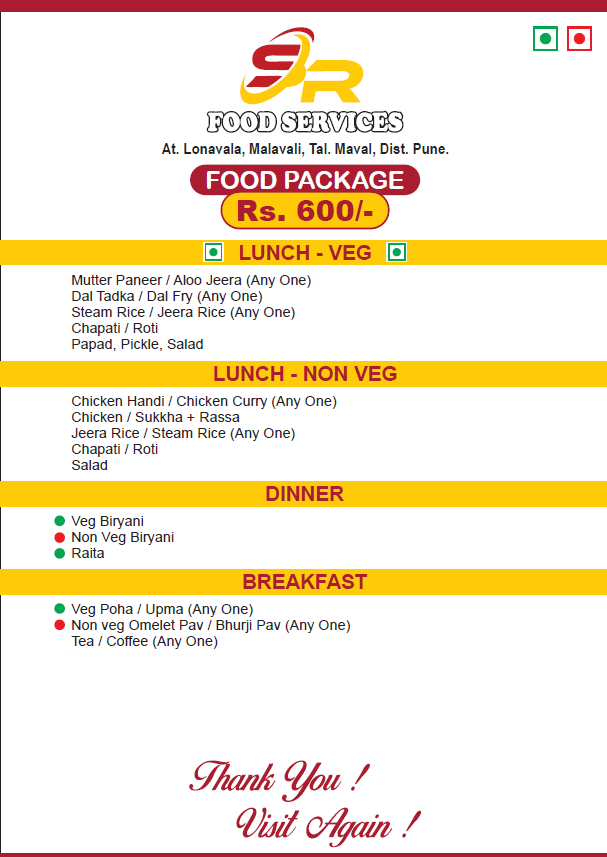 SR
FOOD SERVICES
At. Lonavala, Malavali, Tal. Maval, Dist. Pune.
FOOD PACKAGE
Rs. 600/-
LUNCH - VEG
Mutter Paneer / Aloo Jeera (Any One)
Dal Tadka / Dal Fry (Any One)
Steam Rice / Jeera Rice (Any One)
Chapati / Roti
Papad, Pickle, Salad
LUNCH - NON VEG
Chicken Handi / Chicken Curry (Any One)
Chicken / Sukkha + Rassa
Jeera Rice / Steam Rice (Any One)
Chapati / Roti
Salad
DINNER
Veg Biryani
Non Veg Biryani
Raita
BREAKFAST
Veg Poha / Upma (Any One)
Non veg Omelet Pav / Bhurji Pav (Any One)
Tea / Coffee (Any One)
Thank You !
Visit Again !